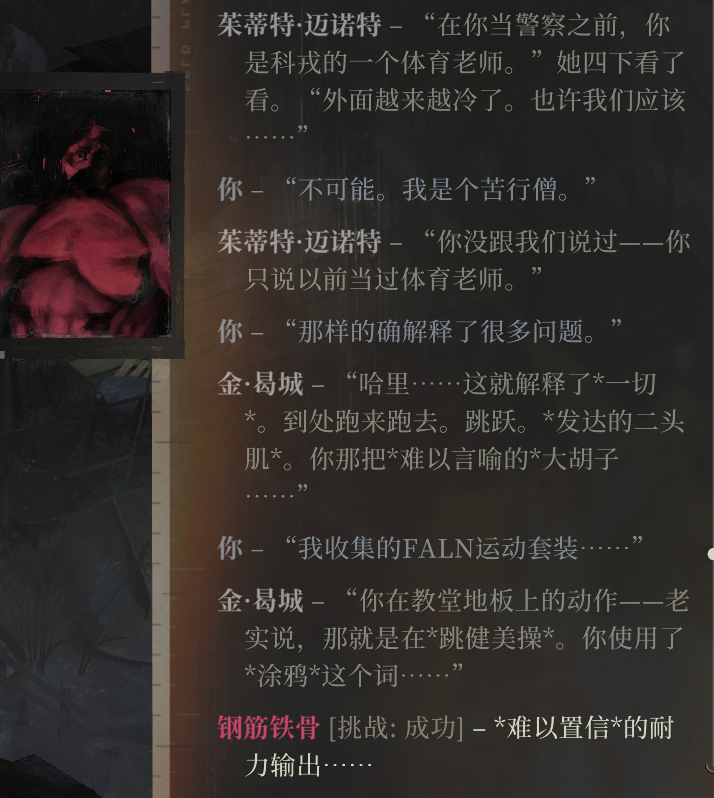 茱蒂特·迈诺特 – “在你当警察之前，你
是科戎的一个体育老师。”她四下看了
看。“外面越来越冷了。也许我们应该
……”
你 – “不可能。我是个苦行僧。”
茱蒂特·迈诺特 – “你没跟我们说过——你
只说以前当过体育老师。”
你 – “那样的确解释了很多问题。”
金·曷城 – “哈里……这就解释了*一切
*。到处跑来跑去。跳跃。*发达的二头
肌*。你那把*难以言喻的*大胡子
……”
你 – “我收集的FALN运动套装……”
金·曷城 – “你在教堂地板上的动作——老
实说，那就是在*跳健美操*。你使用了
*涂鸦*这个词……”
钢筋铁骨 [挑战: 成功] – *难以置信*的耐
力输出……